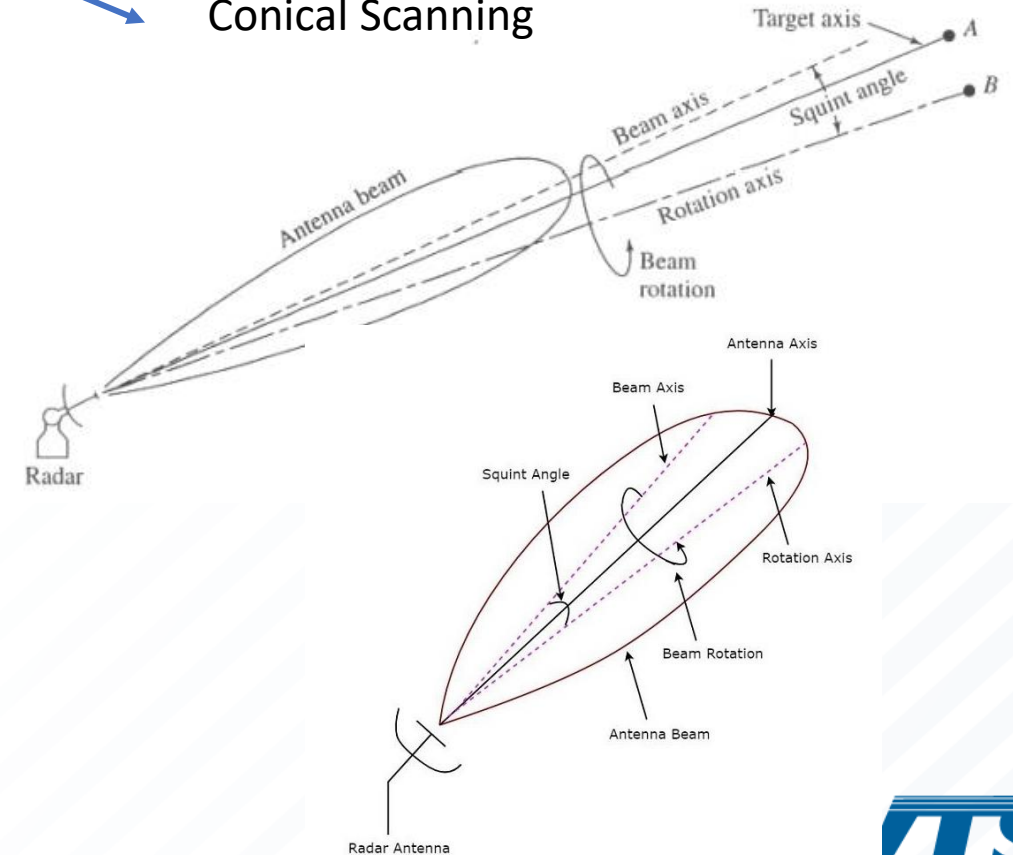 Conical Scanning
Target axis
A
Squint angle
B
Beam axis
Antenna beam
Rotation axis
Beam
rotation
Radar
Antenna Axis
Beam Axis
Squint Angle
Rotation Axis
Beam Rotation
Antenna Beam
Radar Antenna